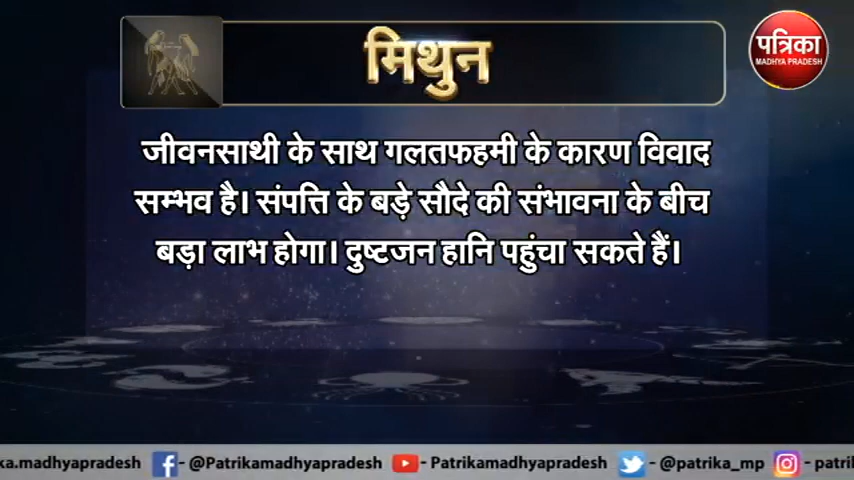 मिथुन
पत्रिका
MADHYA PRADESH
जीवनसाथी के साथ गलतफहमी के कारण विवाद
सम्भव है। संपत्ति के बड़े सौदे की संभावना के बीच
बड़ा लाभ होगा। दुष्टजन हानि पहुंचा सकते हैं।
ka.madhyapradesh - @Patrikamadhyapradesh - Patrikamadhyapradesh - @patrika_mp - patri